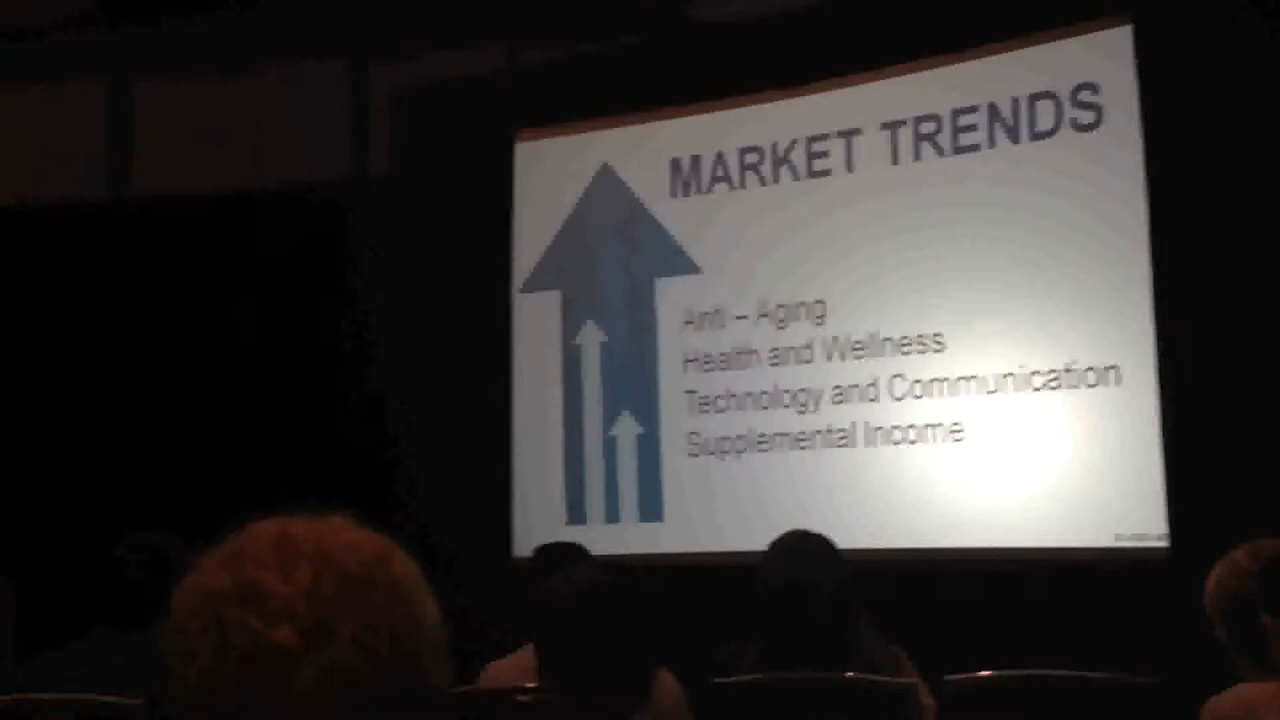 MARKET TRENDS
Anti – Aging
Health and Wellness
Technology and Communication
Supplemental Income